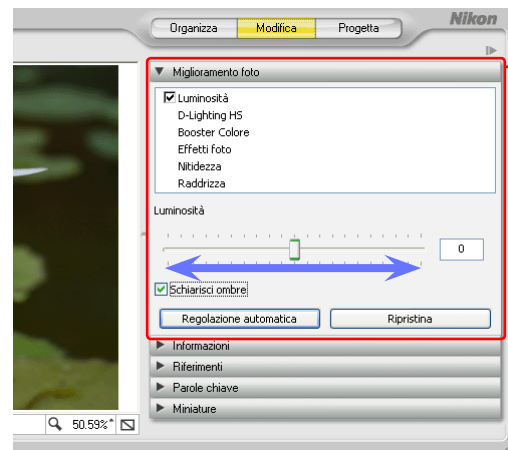 Organizza Modifica Progetta Nikon
Miglioramento foto
Luminosità
D-Lighting HS
Booster Colore
Effetti foto
Nitidezza
Raddrizza
Luminosità
0
Schiarisci ombre
Regolazione automatica Ripristina
Informazioni
Riferimenti
Parole chiave
Miniature
50.59%